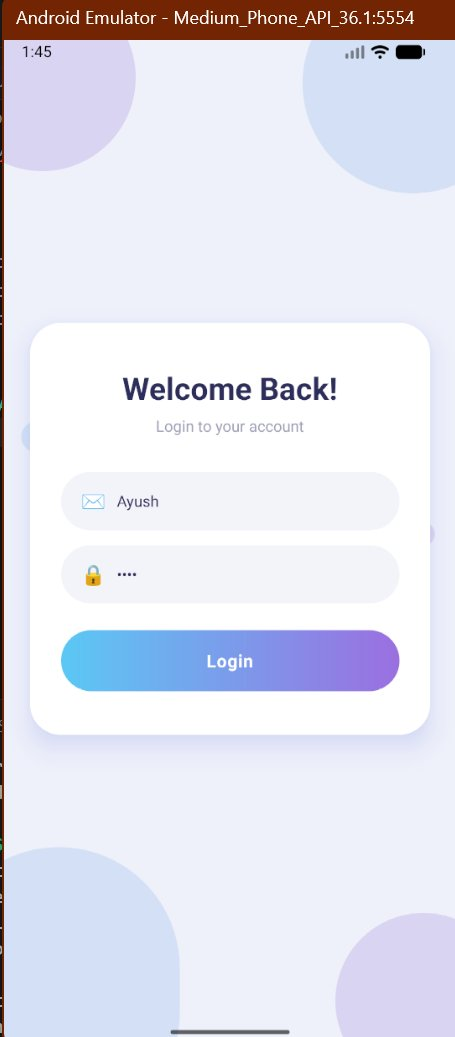 Android Emulator - Medium_Phone_API_36.1:5554
1:45
Welcome Back!
Login to your account
Ayush
••••
Login